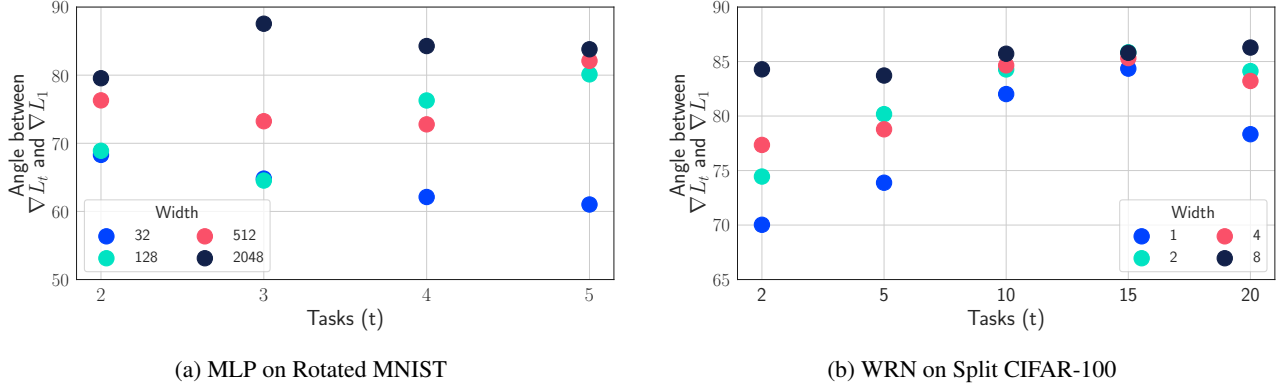 90
80
70
60
50
Angle between
∇L_t and ∇L_1
Width
32
512
128
2048
2
3
4
5
Tasks (t)
(a) MLP on Rotated MNIST
90
85
80
75
70
65
Angle between
∇L_t and ∇L_1
Width
1
4
2
8
2
5
10
15
20
Tasks (t)
(b) WRN on Split CIFAR-100